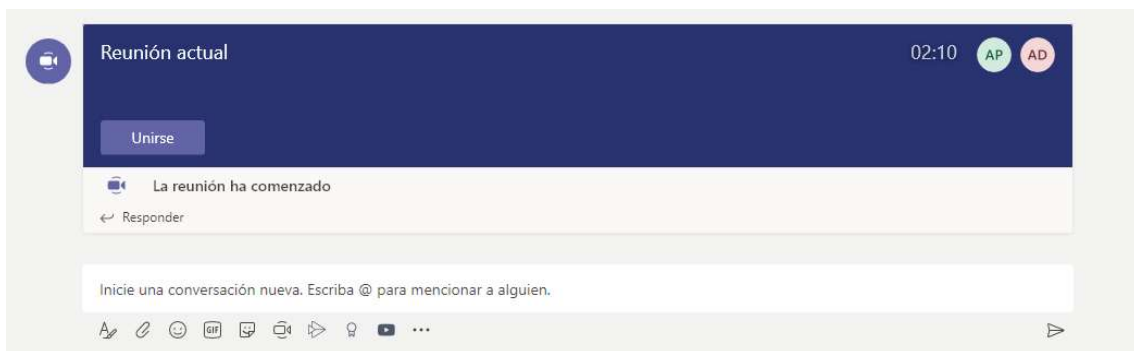 Reunión actual
02:10 AP AD
Unirse
La reunión ha comenzado
Responder
Inicie una conversación nueva. Escriba @ para mencionar a alguien.
GIF